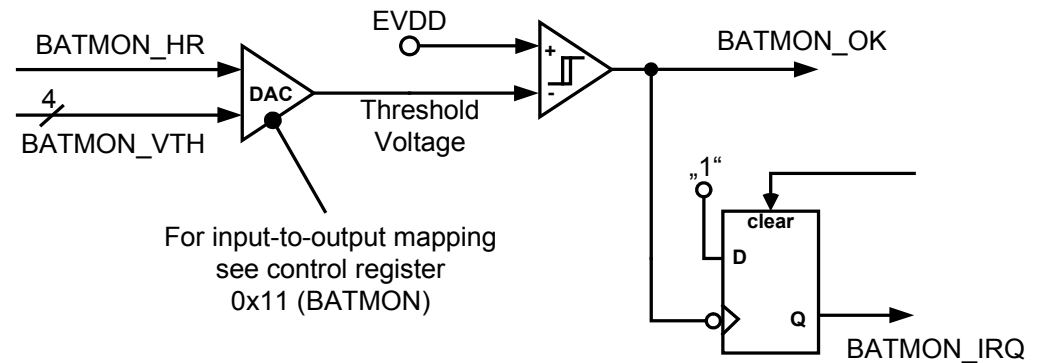 EVDD
BATMON_HR
BATMON_OK
+
DAC
-
4
Threshold
Voltage
BATMON_VTH
„1“
clear
For input-to-output mapping
see control register
0x11 (BATMON)
D
Q
BATMON_IRQ